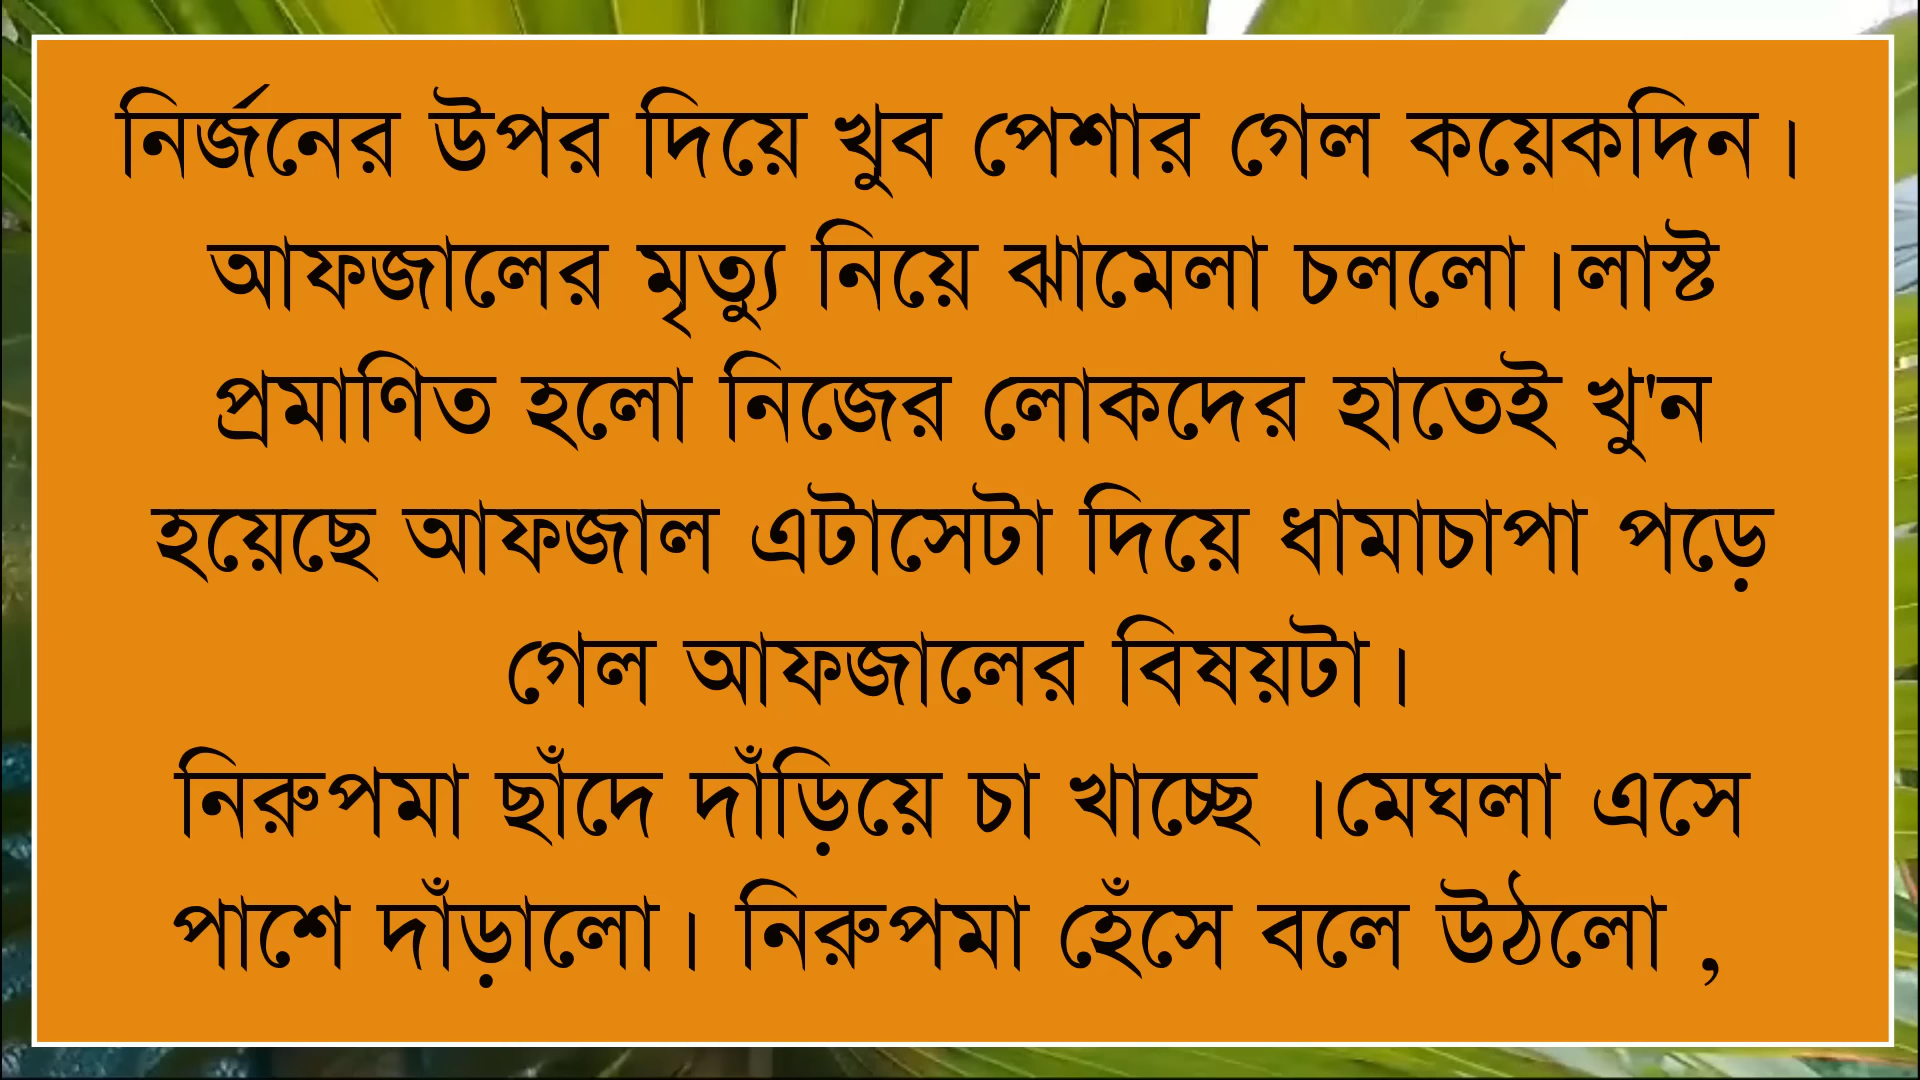 নির্জনের উপর দিয়ে খুব পেশার গেল কয়েকদিন।
আফজালের মৃত্যু নিয়ে ঝামেলা চললো।লাস্ট
প্রমাণিত হলো নিজের লোকদের হাতেই খু'ন
হয়েছে আফজাল এটাসেটা দিয়ে ধামাচাপা পড়ে
গেল আফজালের বিষয়টা।
নিরুপমা ছাঁদে দাঁড়িয়ে চা খাচ্ছে ।মেঘলা এসে
পাশে দাঁড়ালো। নিরুপমা হেঁসে বলে উঠলো ,